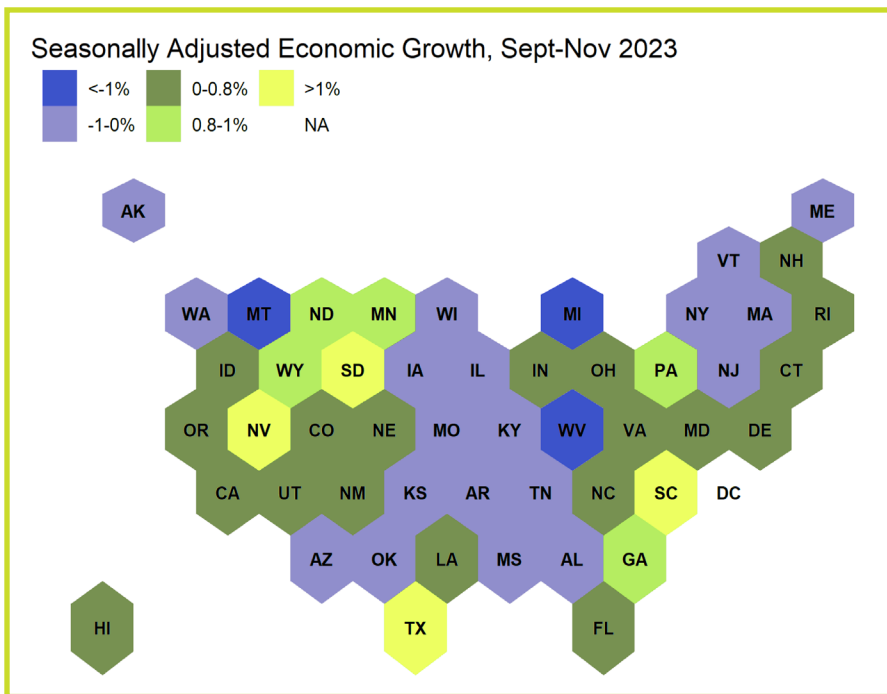 Seasonally Adjusted Economic Growth, Sept-Nov 2023
<-1% 0-0.8% >1%
-1-0% 0.8-1% NA
AK ME
VT NH
WA MT ND MN WI MI NY MA RI
ID WY SD IA IL IN OH PA NJ CT
OR NV CO NE MO KY WV VA MD DE
CA UT NM KS AR TN NC SC DC
AZ OK LA MS AL GA
HI TX FL